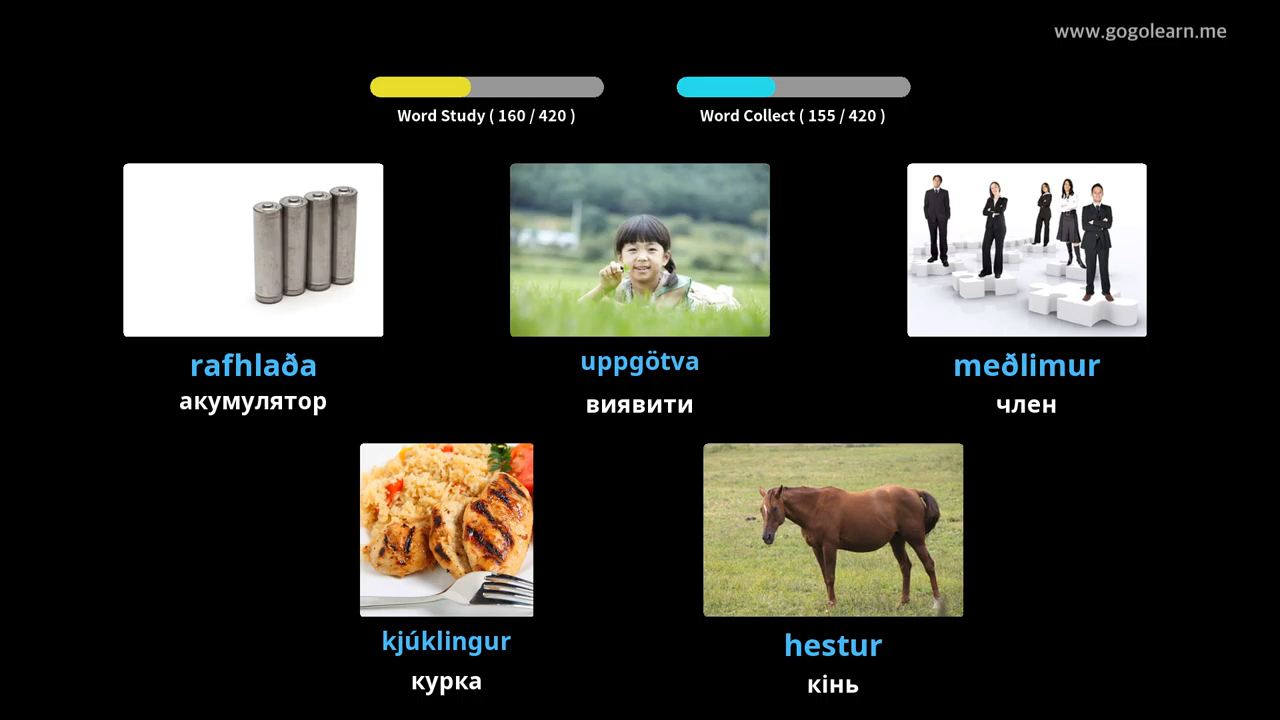 www.gogolearn.me
Word Study ( 160 / 420 )
Word Collect ( 155 / 420 )
rafhlaða
акумулятор
uppgötva
виявити
meðlimur
член
kjúklingur
курка
hestur
кінь